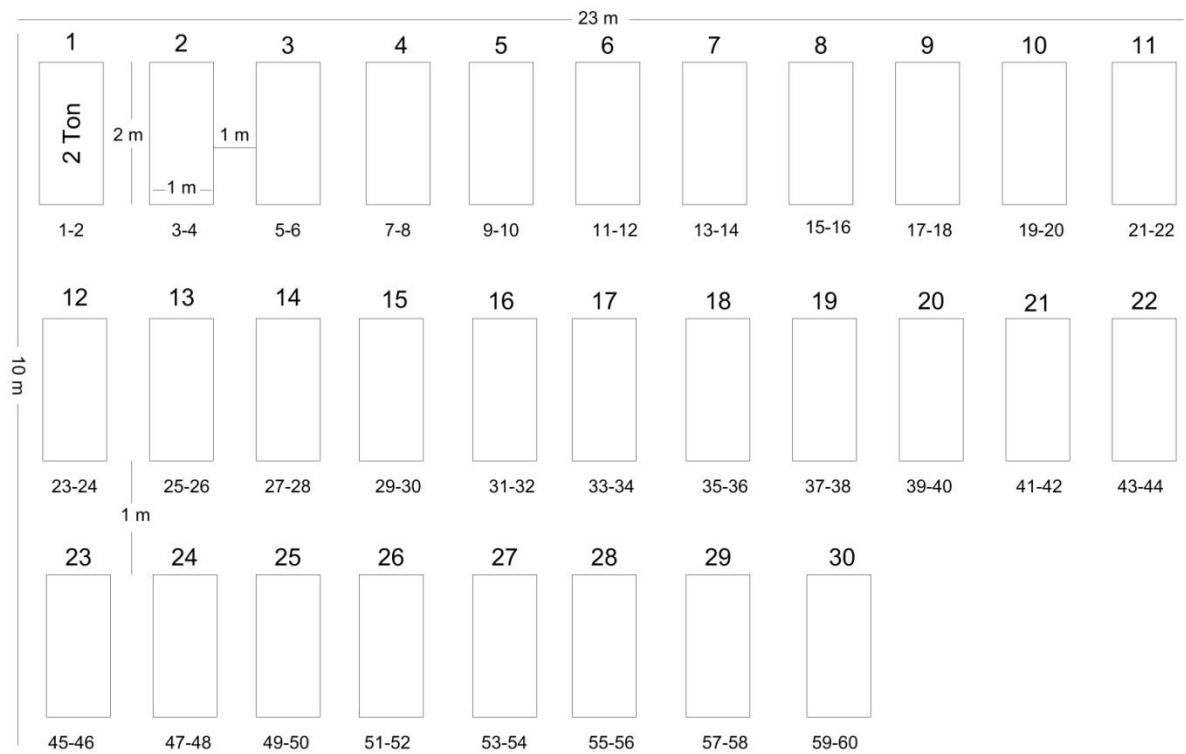 23 m
1 2 3 4 5 6 7 8 9 10 11
2 Ton
2 m
1 m
1 m
1-2 3-4 5-6 7-8 9-10 11-12 13-14 15-16 17-18 19-20 21-22
12 13 14 15 16 17 18 19 20 21 22
10 m
23-24 25-26 27-28 29-30 31-32 33-34 35-36 37-38 39-40 41-42 43-44
1 m
23 24 25 26 27 28 29 30
45-46 47-48 49-50 51-52 53-54 55-56 57-58 59-60